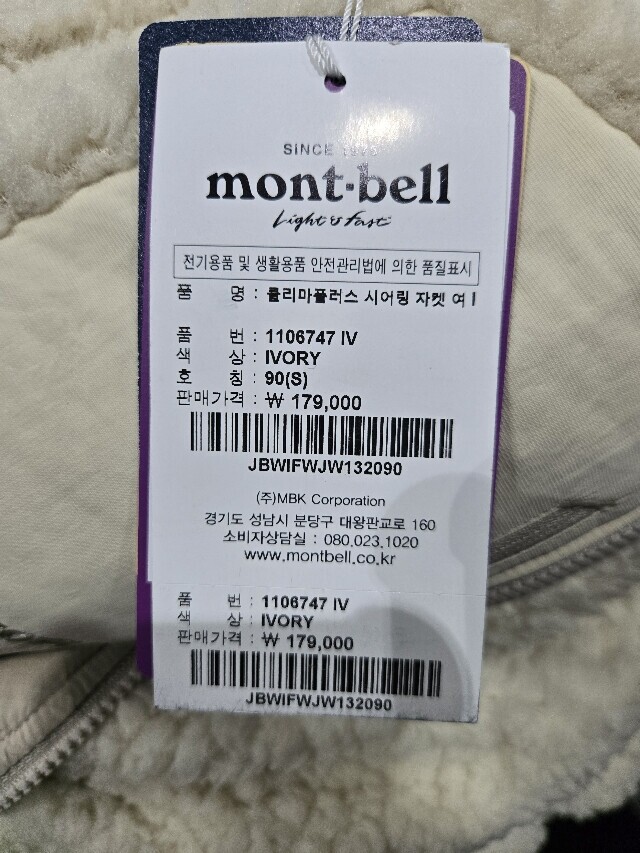 SINCE
mont-bell
Light & Fast
전기용품 및 생활용품 안전관리법에 의한 품질표시
품 명 : 클리마플러스 시어링 자켓 여 I
품 번 : 1106747 IV
색 상 : IVORY
호 칭 : 90(S)
판매가격 : ₩ 179,000
JBWIFWJW132090
(주)MBK Corporation
경기도 성남시 분당구 대왕판교로 160
소비자상담실 : 080.023.1020
www.montbell.co.kr
품 번 : 1106747 IV
색 상 : IVORY
판매가격 : ₩ 179,000
JBWIFWJW132090